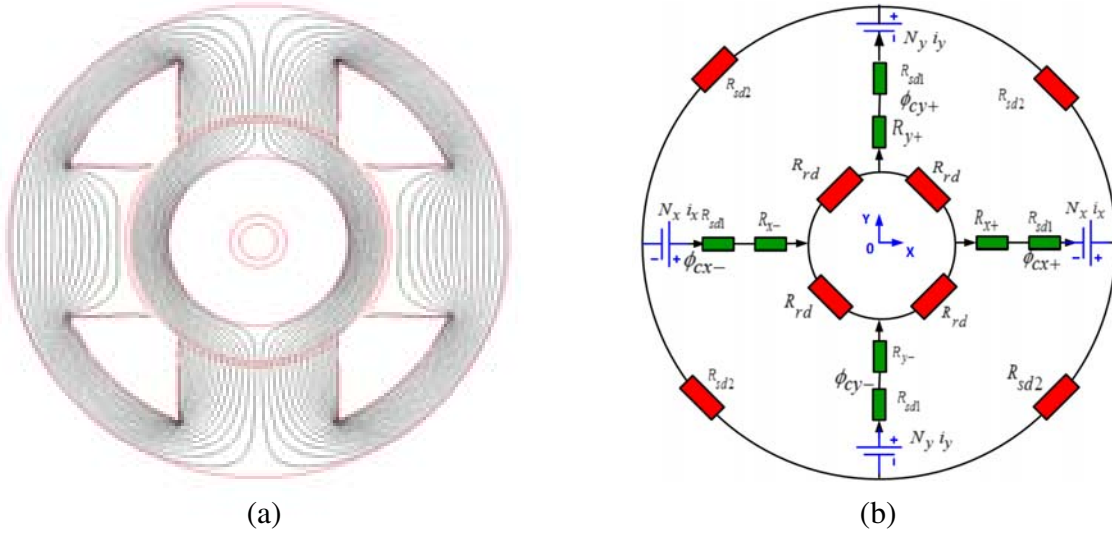 +
−
N_y i_y
R_sd1
ϕ_cy+
R_y+
R_sd2
R_sd2
R_rd
R_rd
N_x i_x
R_sd1
R_x−
Y
0
X
R_x+
R_sd1
N_x i_x
−
+
ϕ_cx−
ϕ_cx+
−
+
R_rd
R_rd
R_y−
ϕ_cy−
R_sd1
R_sd2
R_sd2
+
−
N_y i_y
(a)
(b)